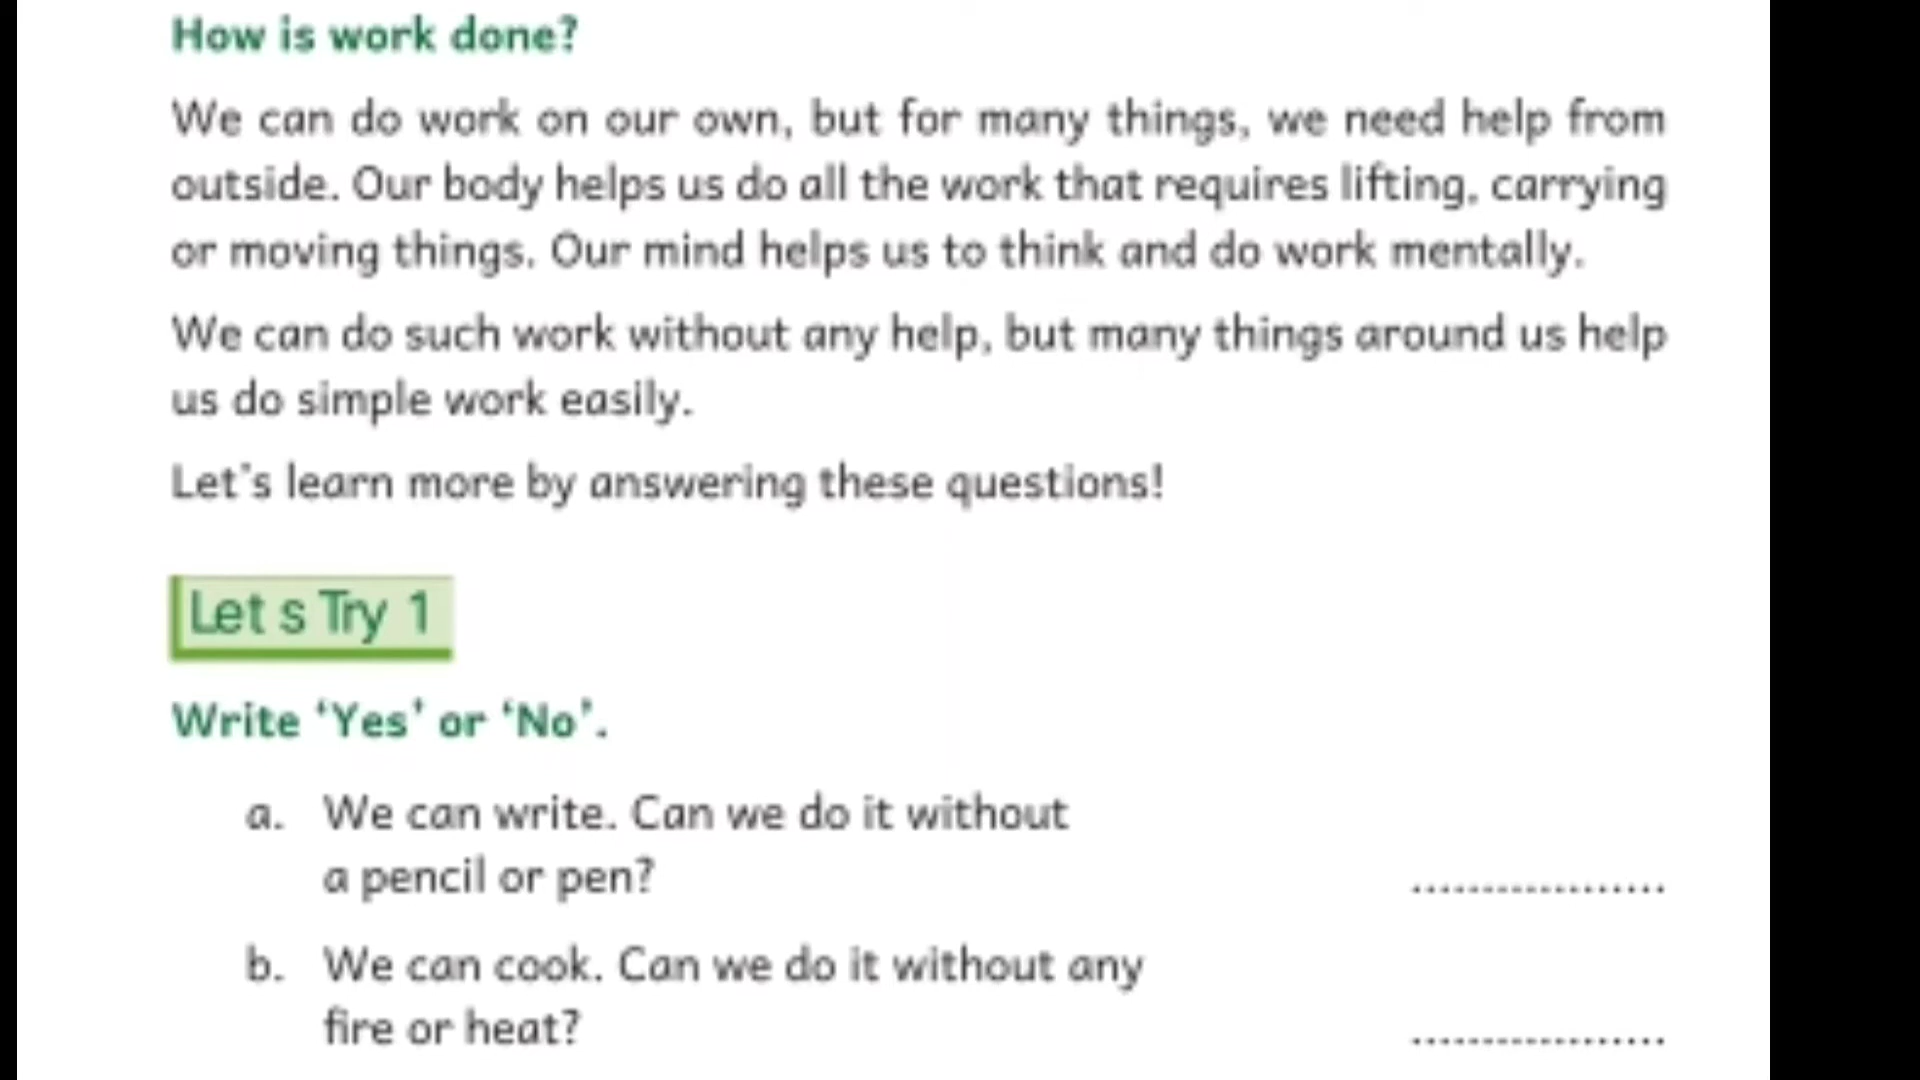 How is work done?
We can do work on our own, but for many things, we need help from
outside. Our body helps us do all the work that requires lifting, carrying
or moving things. Our mind helps us to think and do work mentally.
We can do such work without any help, but many things around us help
us do simple work easily.
Let's learn more by answering these questions!
Let s Try 1
Write ‘Yes’ or ‘No’.
a. We can write. Can we do it without
a pencil or pen? ..................
b. We can cook. Can we do it without any
fire or heat? ..................